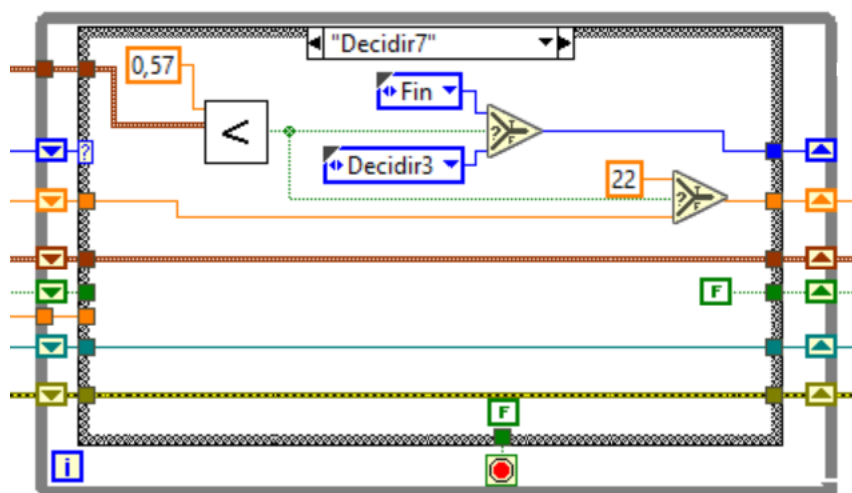 "Decidir7"
0,57
Fin
<
?
T
F
?
Decidir3
22
?
T
F
F
F
i